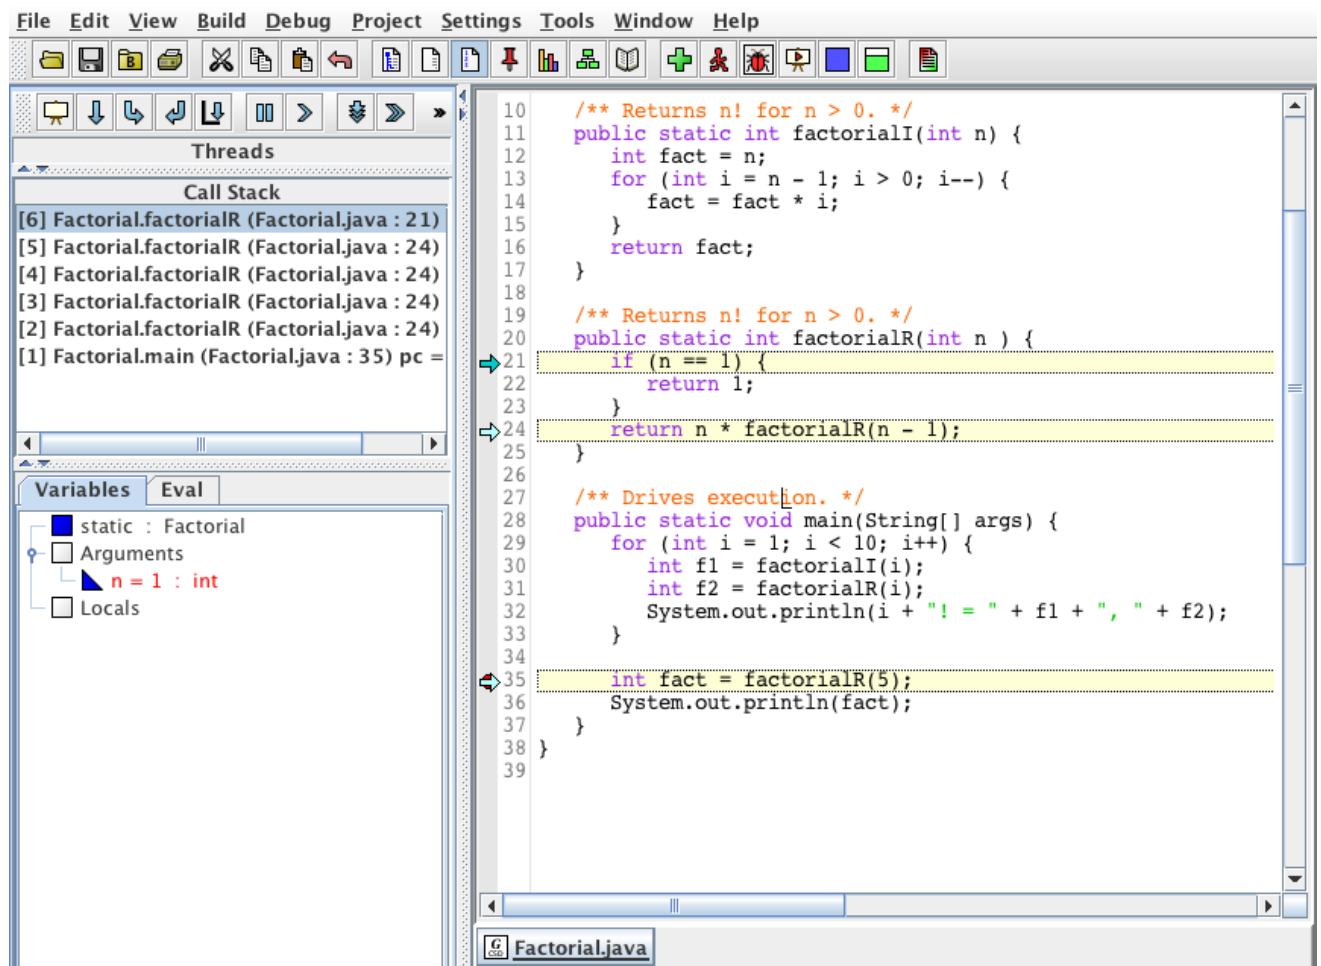 File Edit View Build Debug Project Settings Tools Window Help
B
»
Threads
Call Stack
[6] Factorial.factorialR (Factorial.java : 21)
[5] Factorial.factorialR (Factorial.java : 24)
[4] Factorial.factorialR (Factorial.java : 24)
[3] Factorial.factorialR (Factorial.java : 24)
[2] Factorial.factorialR (Factorial.java : 24)
[1] Factorial.main (Factorial.java : 35) pc =
Variables Eval
static : Factorial
Arguments
n = 1 : int
Locals
10 /** Returns n! for n > 0. */
11 public static int factorialI(int n) {
12 int fact = n;
13 for (int i = n - 1; i > 0; i--) {
14 fact = fact * i;
15 }
16 return fact;
17 }
18
19 /** Returns n! for n > 0. */
20 public static int factorialR(int n ) {
21 if (n == 1) {
22 return 1;
23 }
24 return n * factorialR(n - 1);
25 }
26
27 /** Drives execution. */
28 public static void main(String[] args) {
29 for (int i = 1; i < 10; i++) {
30 int f1 = factorialI(i);
31 int f2 = factorialR(i);
32 System.out.println(i + "! = " + f1 + ", " + f2);
33 }
34
35 int fact = factorialR(5);
36 System.out.println(fact);
37 }
38 }
39
G
CSD
Factorial.java